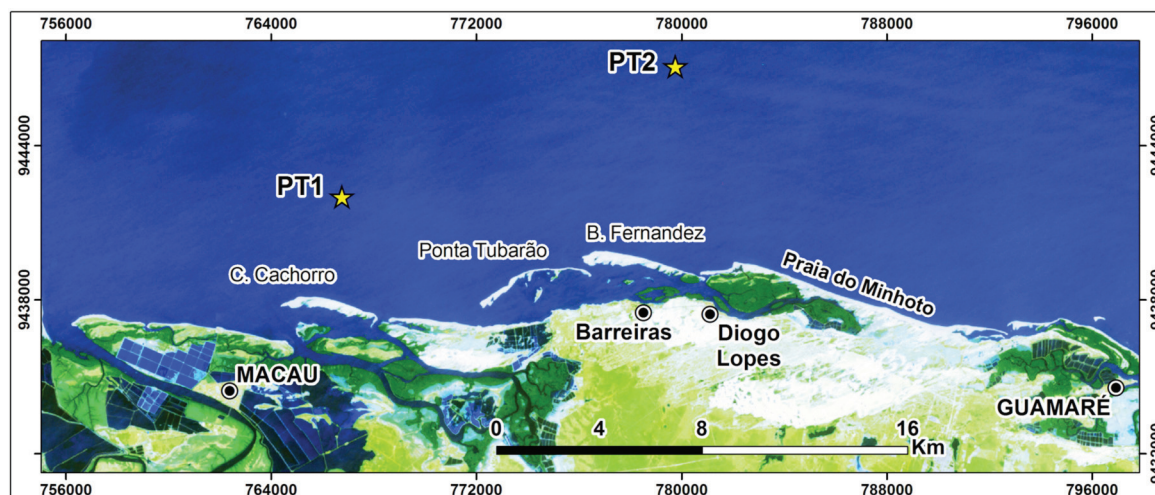 756000 764000 772000 780000 788000 796000
PT2
9444000
9444000
PT1
B. Fernandez
Ponta Tubarão
C. Cachorro
Praia do Minhoto
9438000
9438000
Barreiras
Diogo
Lopes
MACAU
GUAMARÉ
0 4 8 16
Km
756000 764000 772000 780000 788000 796000